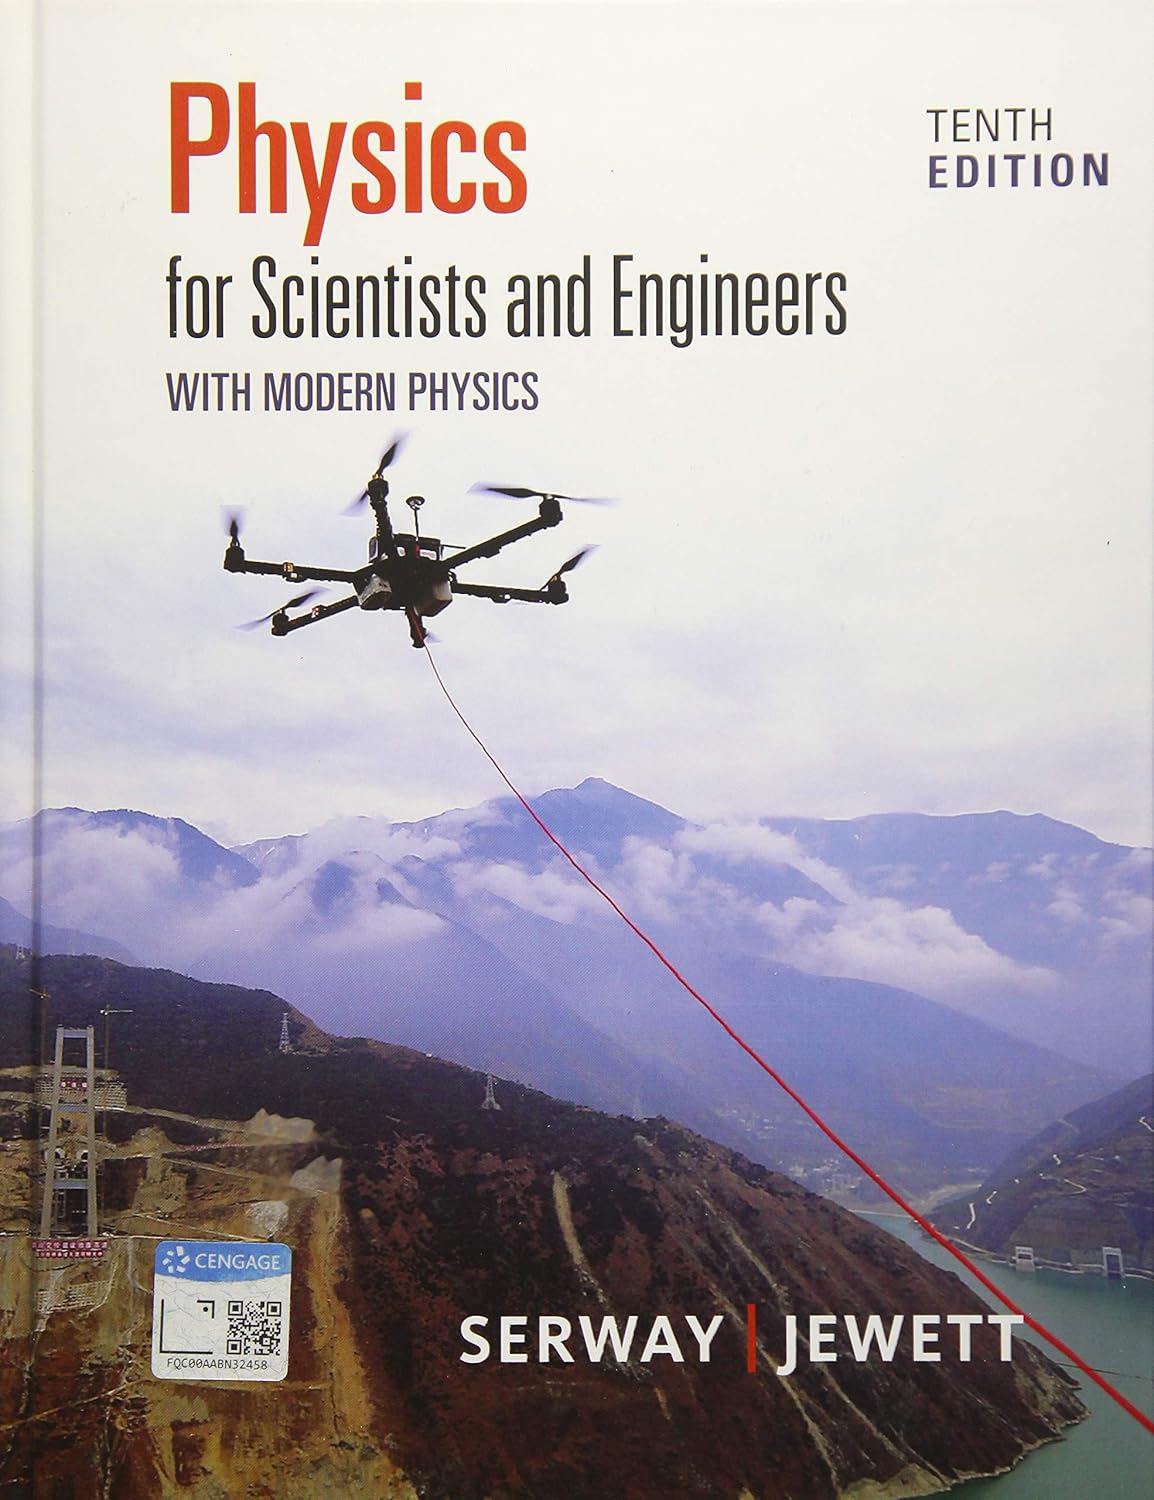 Physics
TENTH
EDITION
for Scientists and Engineers
WITH MODERN PHYSICS
CENGAGE
FQC00AABN32458
SERWAY | JEWETT